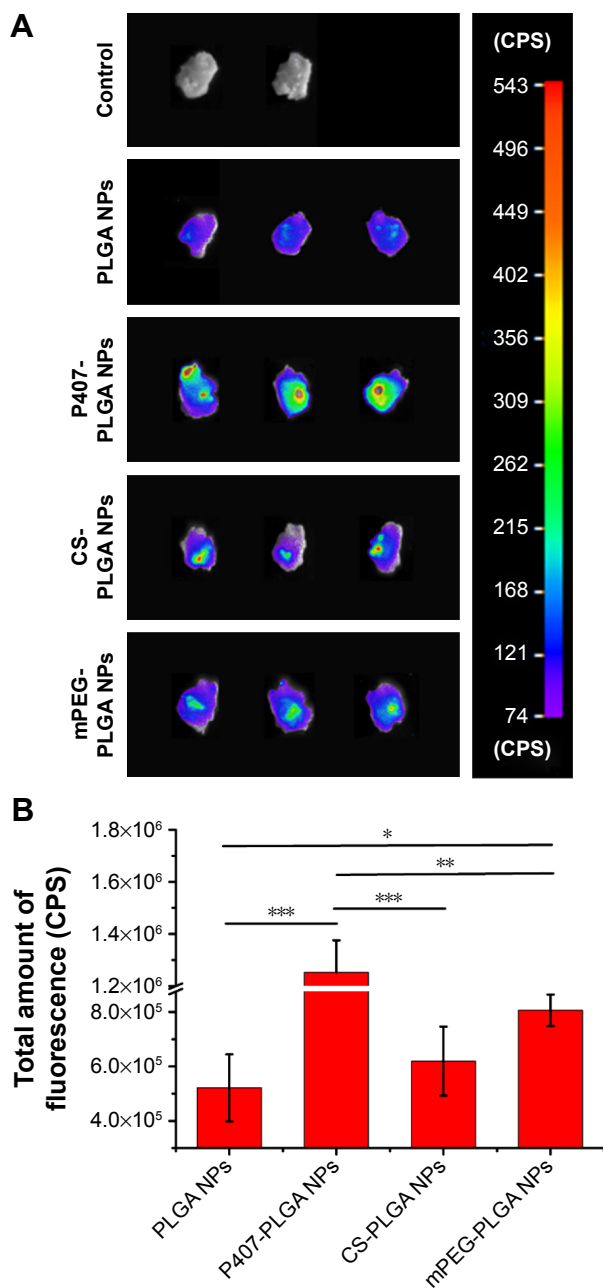 A
Control
PLGA NPs
P407-
PLGA NPs
CS-
PLGA NPs
mPEG-
PLGA NPs
(CPS)
543
496
449
402
356
309
262
215
168
121
74
(CPS)
B
Total amount of
fluorescence (CPS)
1.8×10⁶
1.6×10⁶
1.4×10⁶
1.2×10⁶
8.0×10⁵
6.0×10⁵
4.0×10⁵
*
**
***
***
PLGA NPs
P407-PLGA NPs
CS-PLGA NPs
mPEG-PLGA NPs